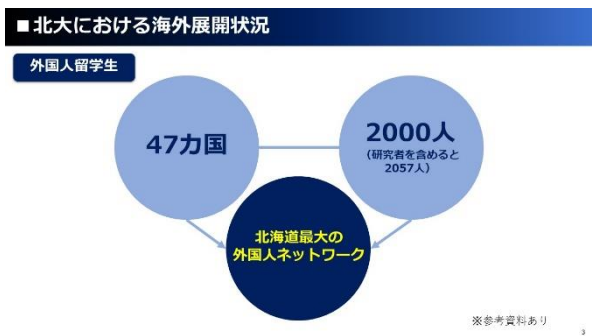 ■北大における海外展開状況
外国人留学生
47カ国
2000人
（研究者を含めると
2057人）
北海道最大の
外国人ネットワーク
※参考資料あり
3